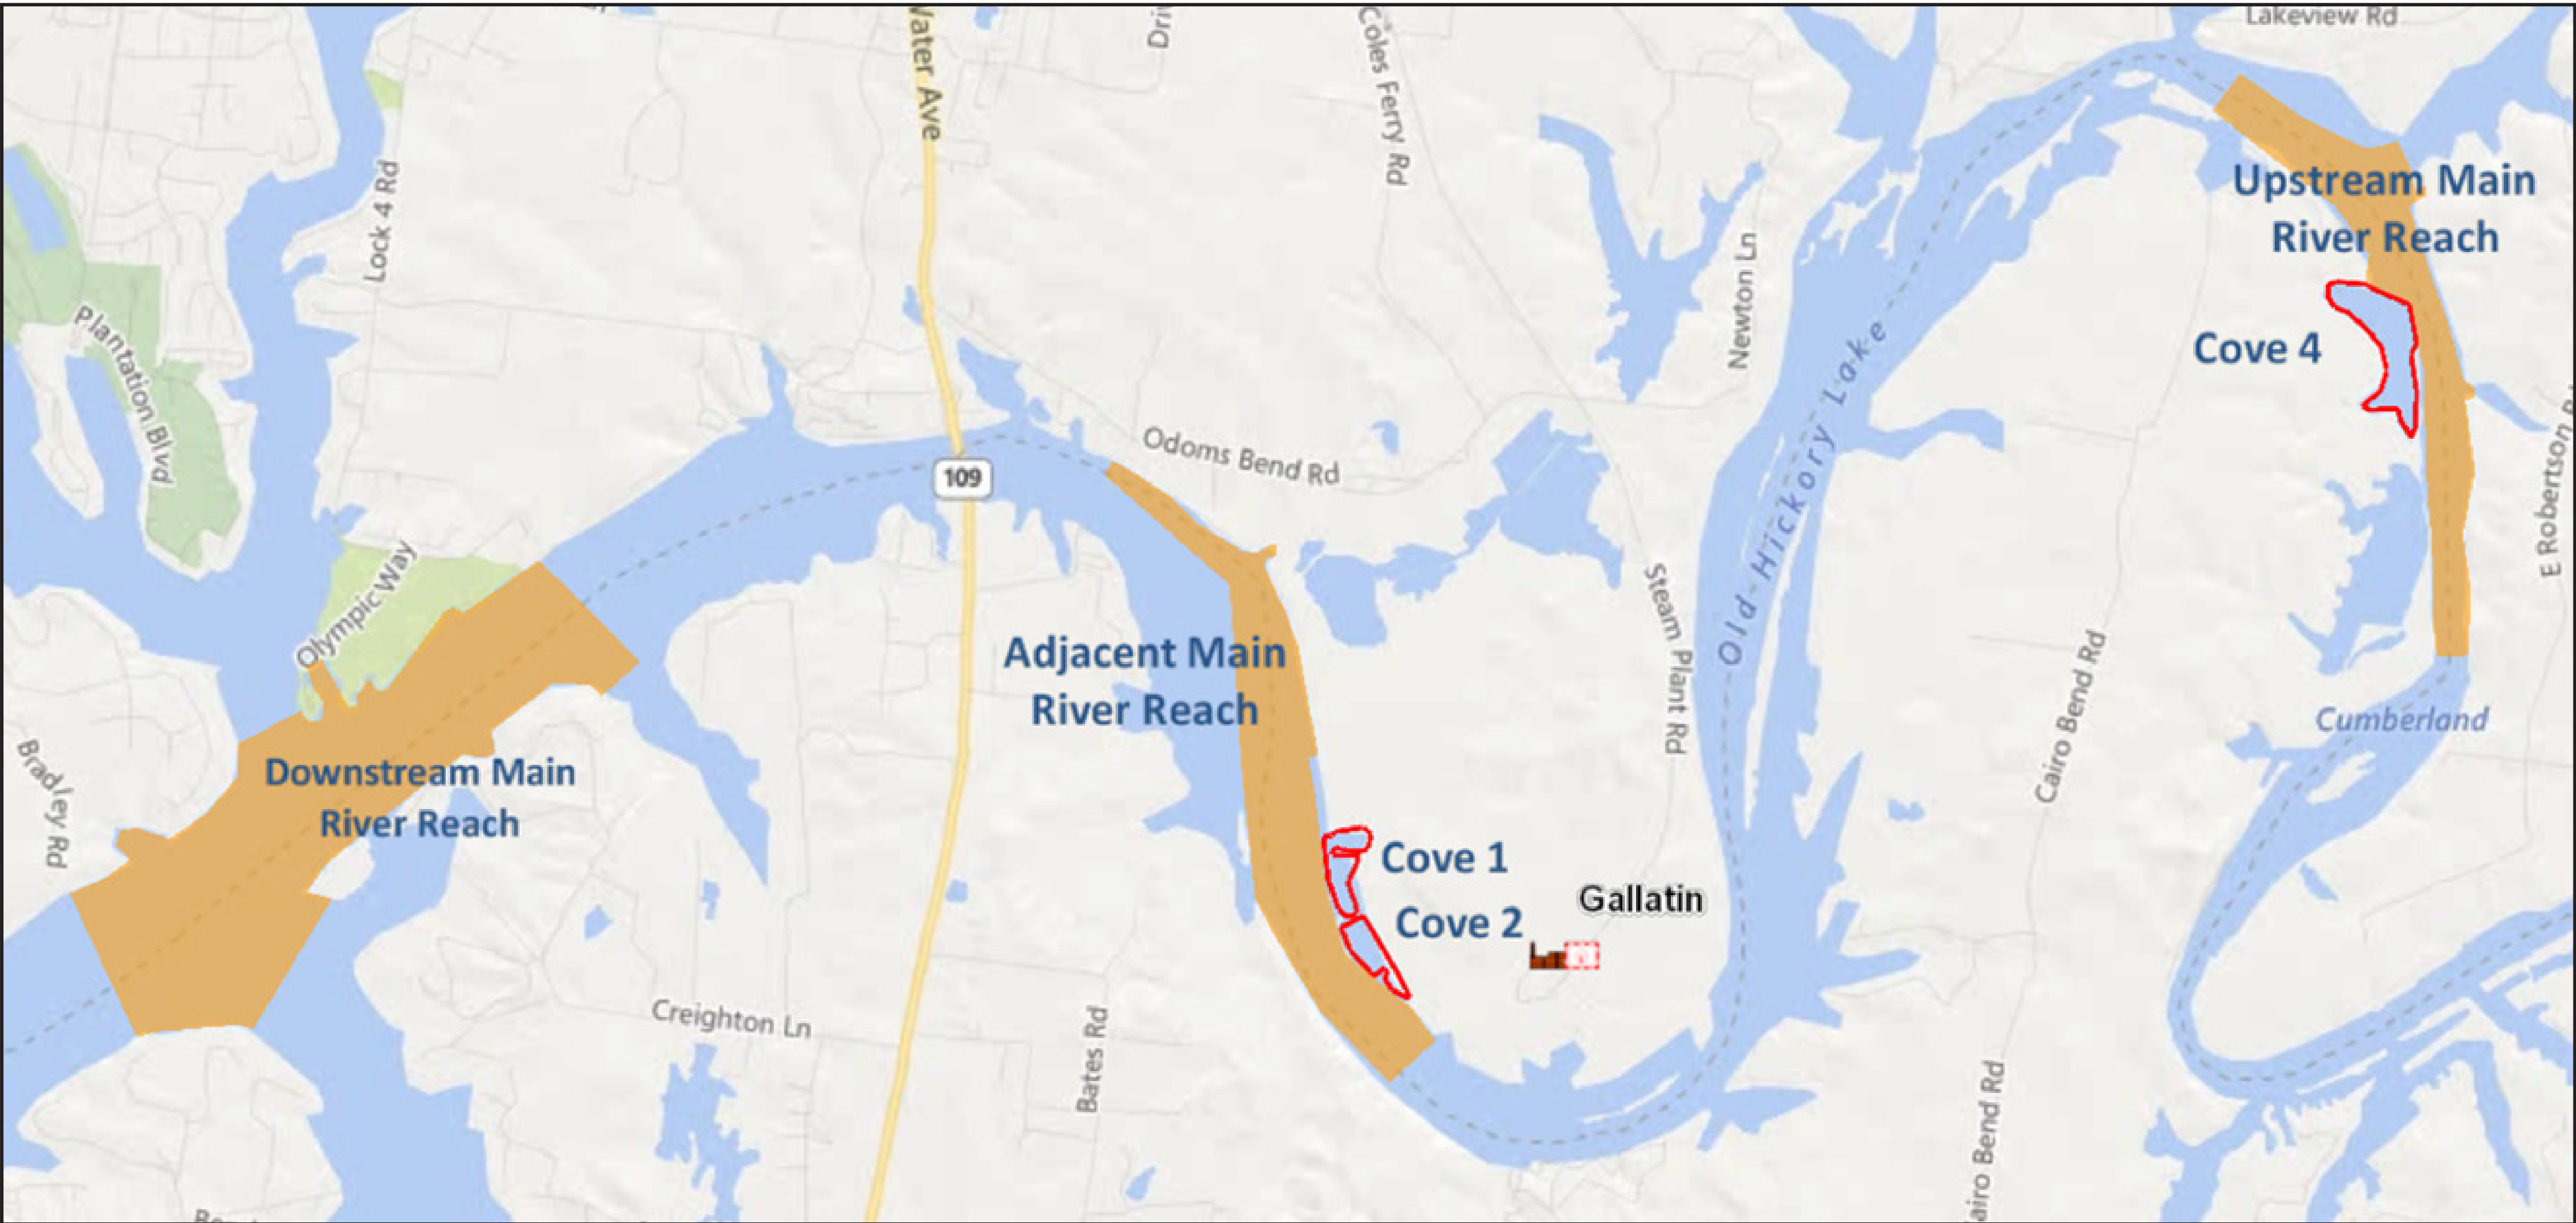 Lakeview Rd
Water Ave
Coles Ferry Rd
Lock 4 Rd
Upstream Main
River Reach
Newton Ln
Plantation Blvd
Cove 4
Old Hickory Lake
Odoms Bend Rd
109
E Robertson
Olympic Way
Steam Plant Rd
Adjacent Main
River Reach
Cairo Bend Rd
Cumberland
Bradley Rd
Downstream Main
River Reach
Cove 1
Gallatin
Cove 2
Creighton Ln
Bates Rd
airo Bend Rd